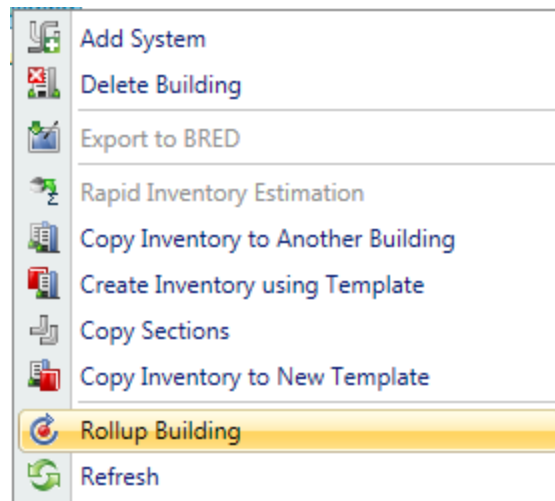 Add System
Delete Building
Export to BRED
Rapid Inventory Estimation
Copy Inventory to Another Building
Create Inventory using Template
Copy Sections
Copy Inventory to New Template
Rollup Building
Refresh